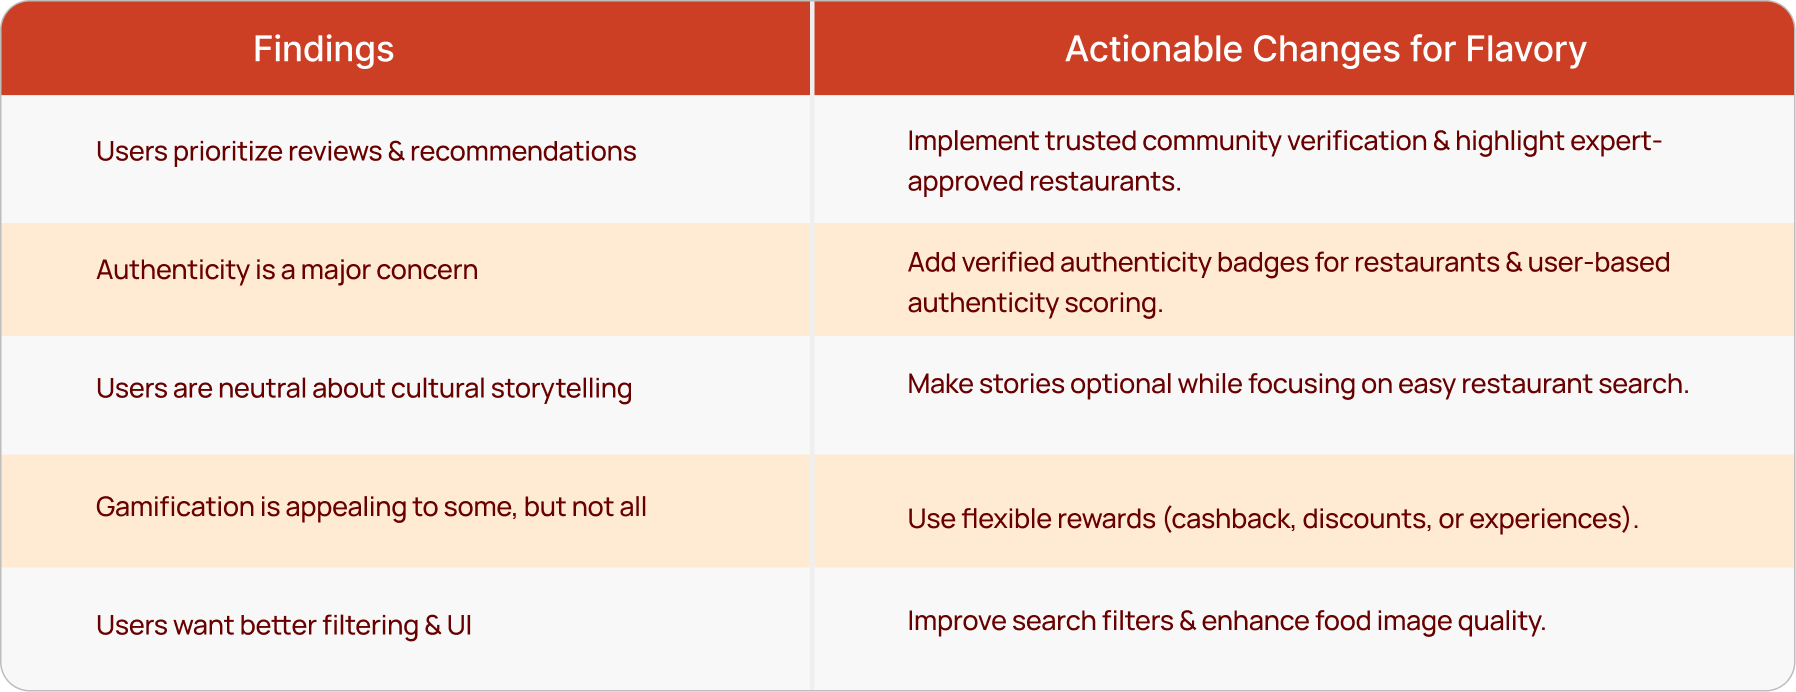 Findings
Actionable Changes for Flavory
Users prioritize reviews & recommendations
Implement trusted community verification & highlight expert-
approved restaurants.
Authenticity is a major concern
Add verified authenticity badges for restaurants & user-based
authenticity scoring.
Users are neutral about cultural storytelling
Make stories optional while focusing on easy restaurant search.
Gamification is appealing to some, but not all
Use flexible rewards (cashback, discounts, or experiences).
Users want better filtering & UI
Improve search filters & enhance food image quality.